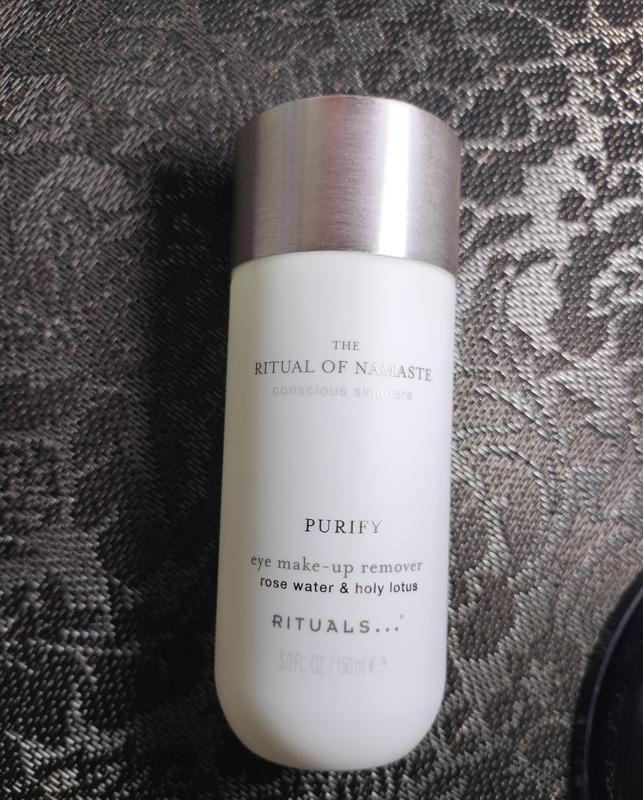 THE
RITUAL OF NAMASTE
conscious skincare
PURIFY
eye make-up remover
rose water & holy lotus
RITUALS...®
5.0 FL. OZ. / 150 ml ℮